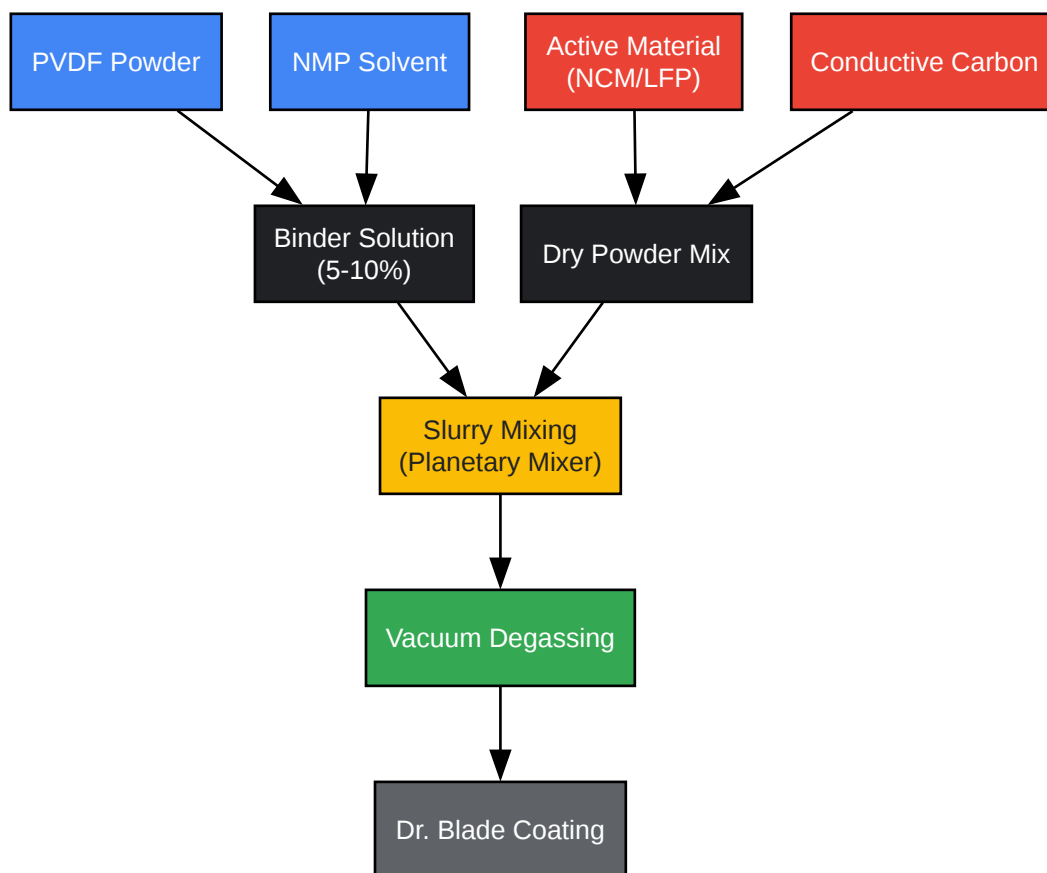 PVDF Powder
NMP Solvent
Active Material
(NCM/LFP)
Conductive Carbon
Binder Solution
(5-10%)
Dry Powder Mix
Slurry Mixing
(Planetary Mixer)
Vacuum Degassing
Dr. Blade Coating